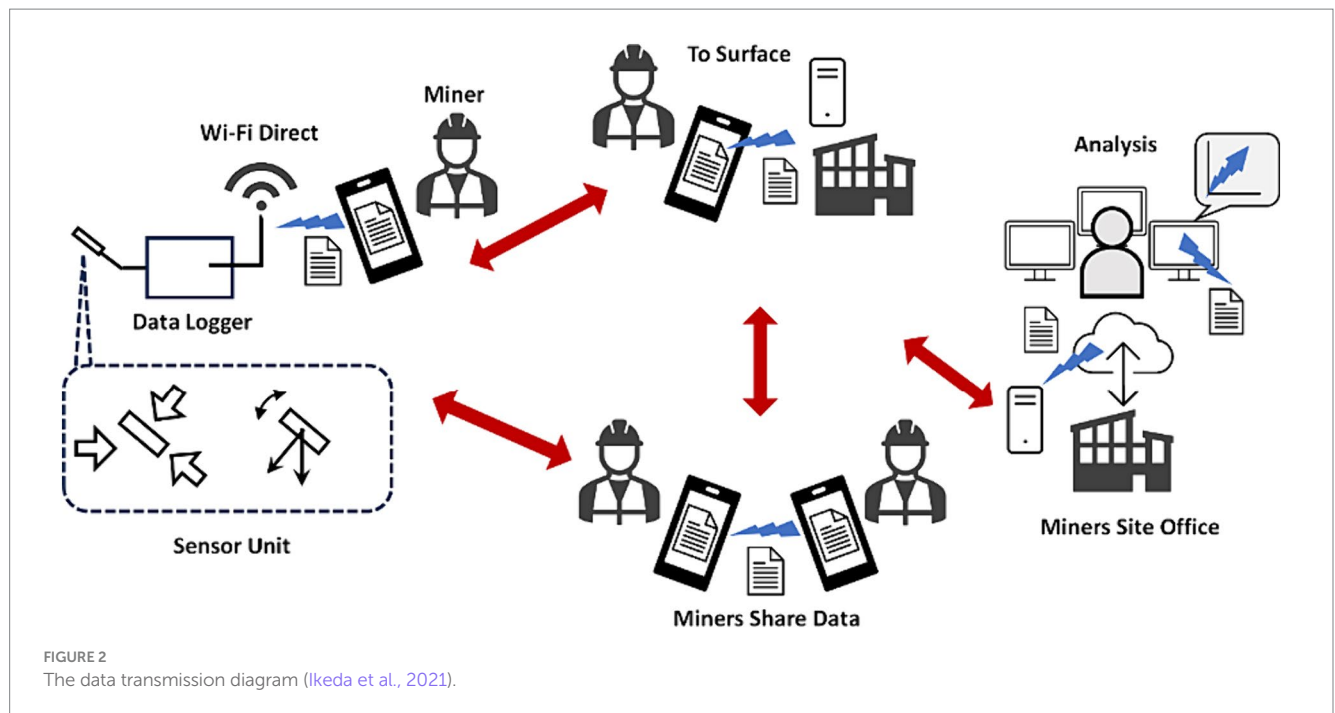 To Surface
Miner
Wi-Fi Direct
Analysis
Data Logger
Sensor Unit
Miners Site Office
Miners Share Data
FIGURE 2
The data transmission diagram (Ikeda et al., 2021).